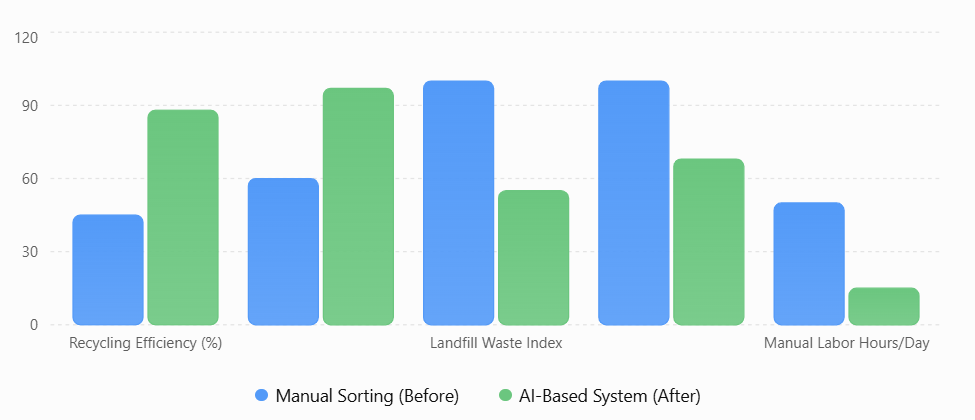 120
90
60
30
0
Recycling Efficiency (%)
Landfill Waste Index
Manual Labor Hours/Day
Manual Sorting (Before)
AI-Based System (After)